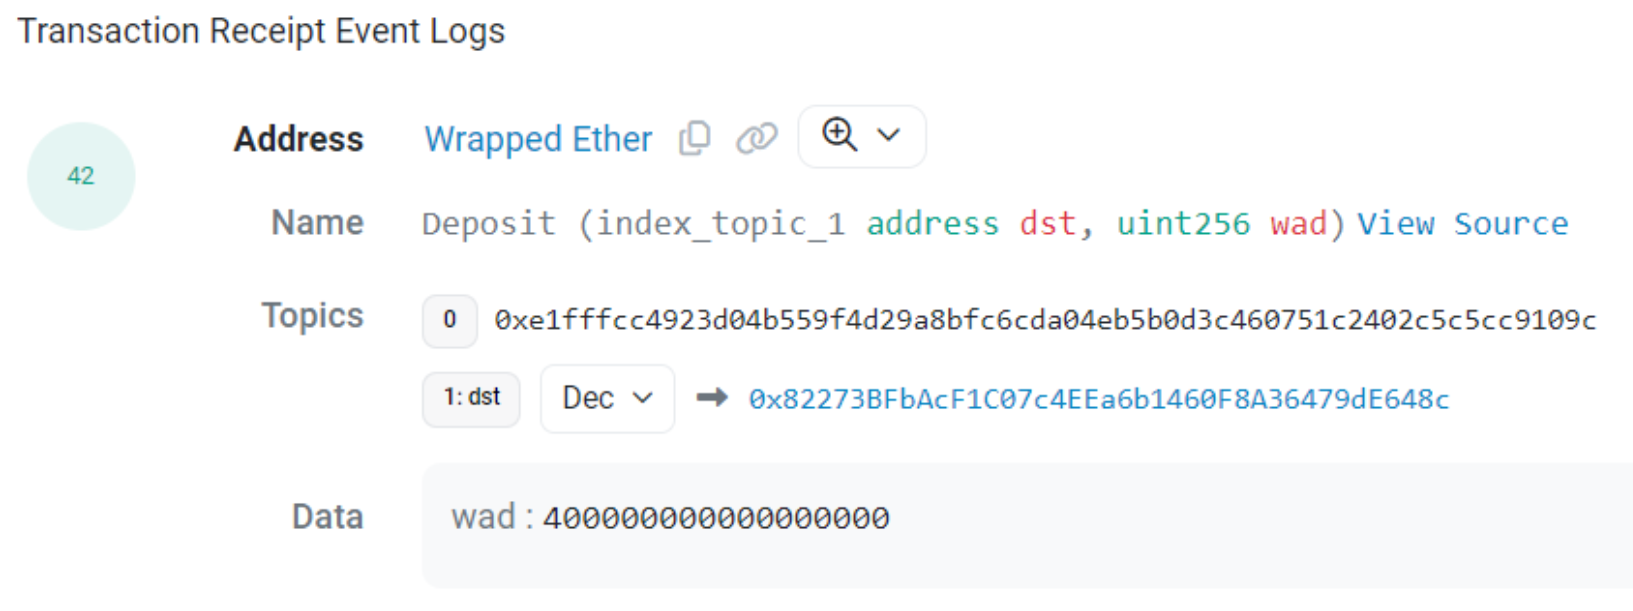 Transaction Receipt Event Logs
42
Address Wrapped Ether
Name Deposit (index_topic_1 address dst, uint256 wad) View Source
Topics 0 0xe1fffcc4923d04b559f4d29a8bfc6cda04eb5b0d3c460751c2402c5c5cc9109c
1: dst Dec ➡ 0x82273BFbAcF1C07c4EEa6b1460F8A36479dE648c
Data wad : 400000000000000000000